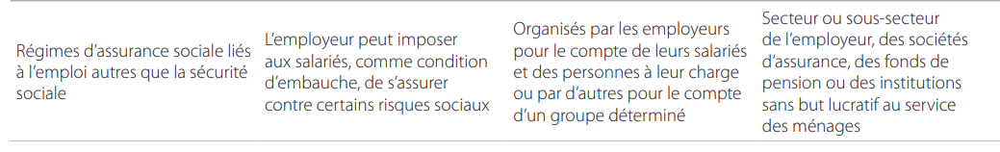 Régimes d’assurance sociale liés
à l’emploi autres que la sécurité
sociale
L’employeur peut imposer
aux salariés, comme condition
d’embauche, de s’assurer
contre certains risques sociaux
Organisés par les employeurs
pour le compte de leurs salariés
et des personnes à leur charge
ou par d’autres pour le compte
d’un groupe déterminé
Secteur ou sous-secteur
de l’employeur, des sociétés
d’assurance, des fonds de
pension ou des institutions
sans but lucratif au service
des ménages